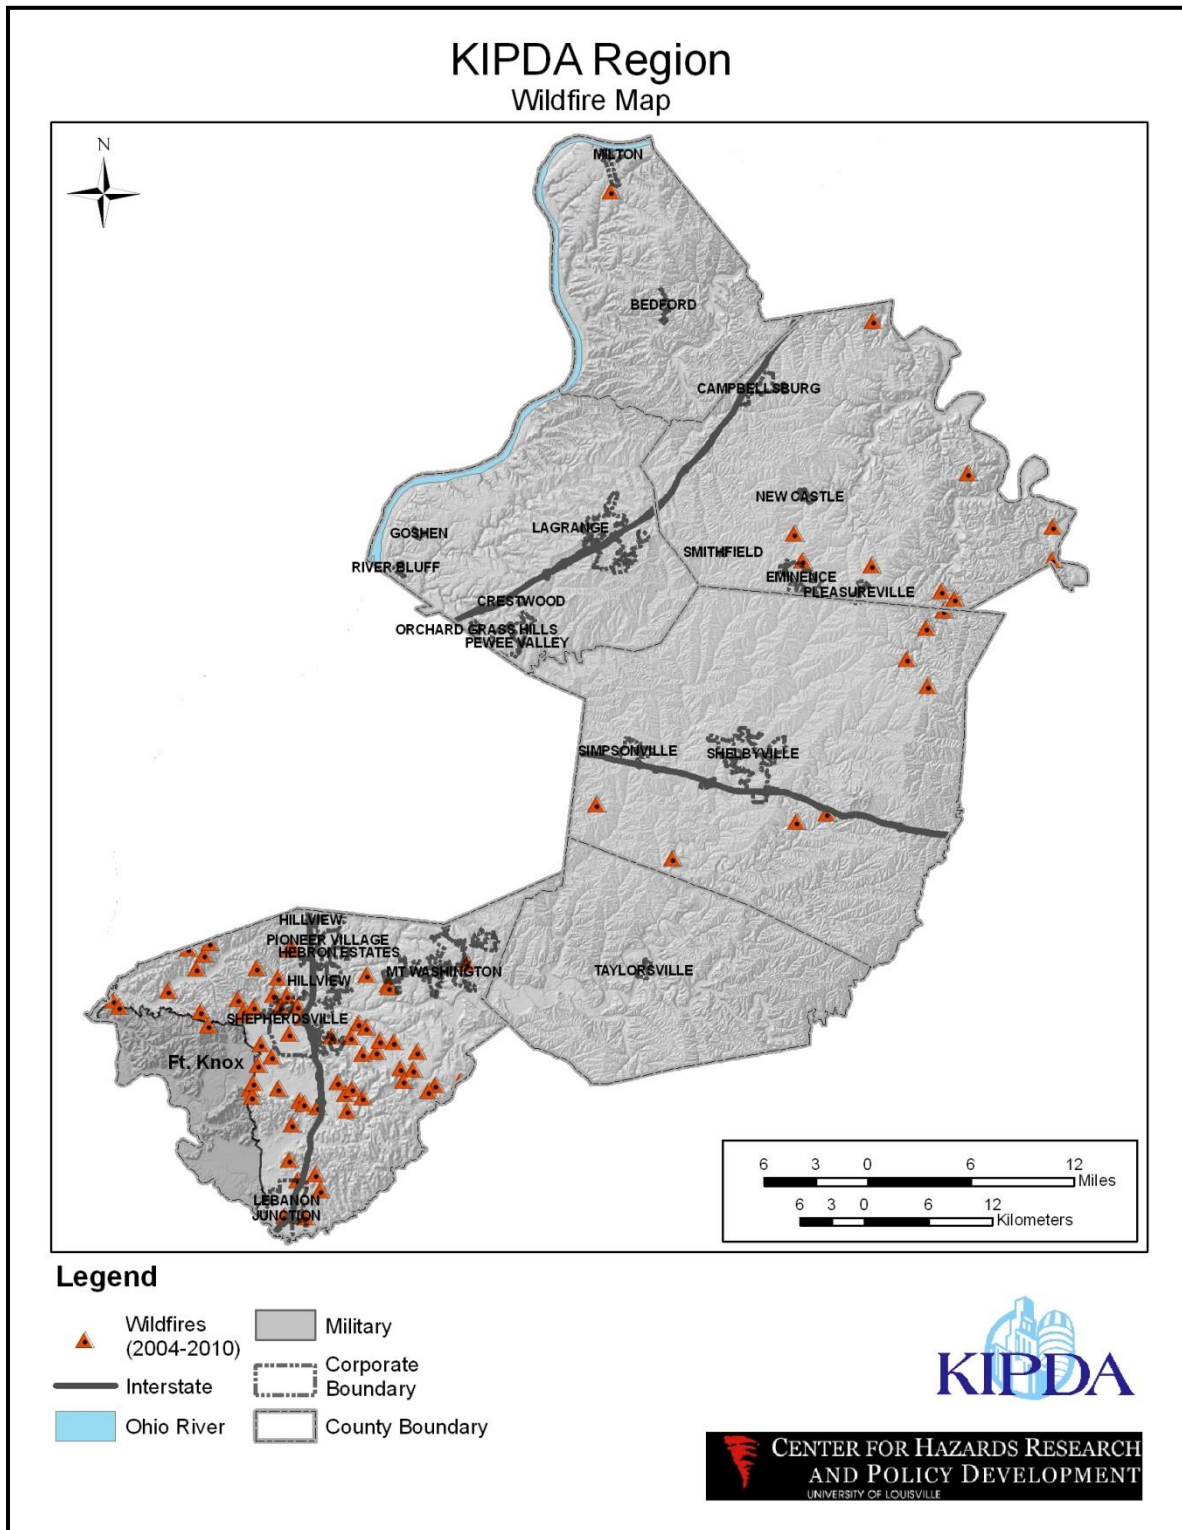 KIPDA Region
Wildfire Map
N
MILTON
BEDFORD
CAMPBELLSBURG
NEW CASTLE
LAGRANGE
GOSHEN
SMITHFIELD
RIVER BLUFF
EMINENCE
PLEASUREVILLE
CRESTWOOD
ORCHARD GRASS HILLS
PEWEE VALLEY
SIMPSONVILLE
SHELBYVILLE
HILLVIEW
PIONEER VILLAGE
HEBRON ESTATES
MT WASHINGTON
TAYLORSVILLE
HILLVIEW
SHEPHERDSVILLE
Ft. Knox
LEBANON
JUNCTION
6 3 0 6 12
Miles
6 3 0 6 12
Kilometers
Legend
Wildfires
(2004-2010)
Interstate
Ohio River
Military
Corporate
Boundary
County Boundary
KIPDA
CENTER FOR HAZARDS RESEARCH
AND POLICY DEVELOPMENT
UNIVERSITY OF LOUISVILLE